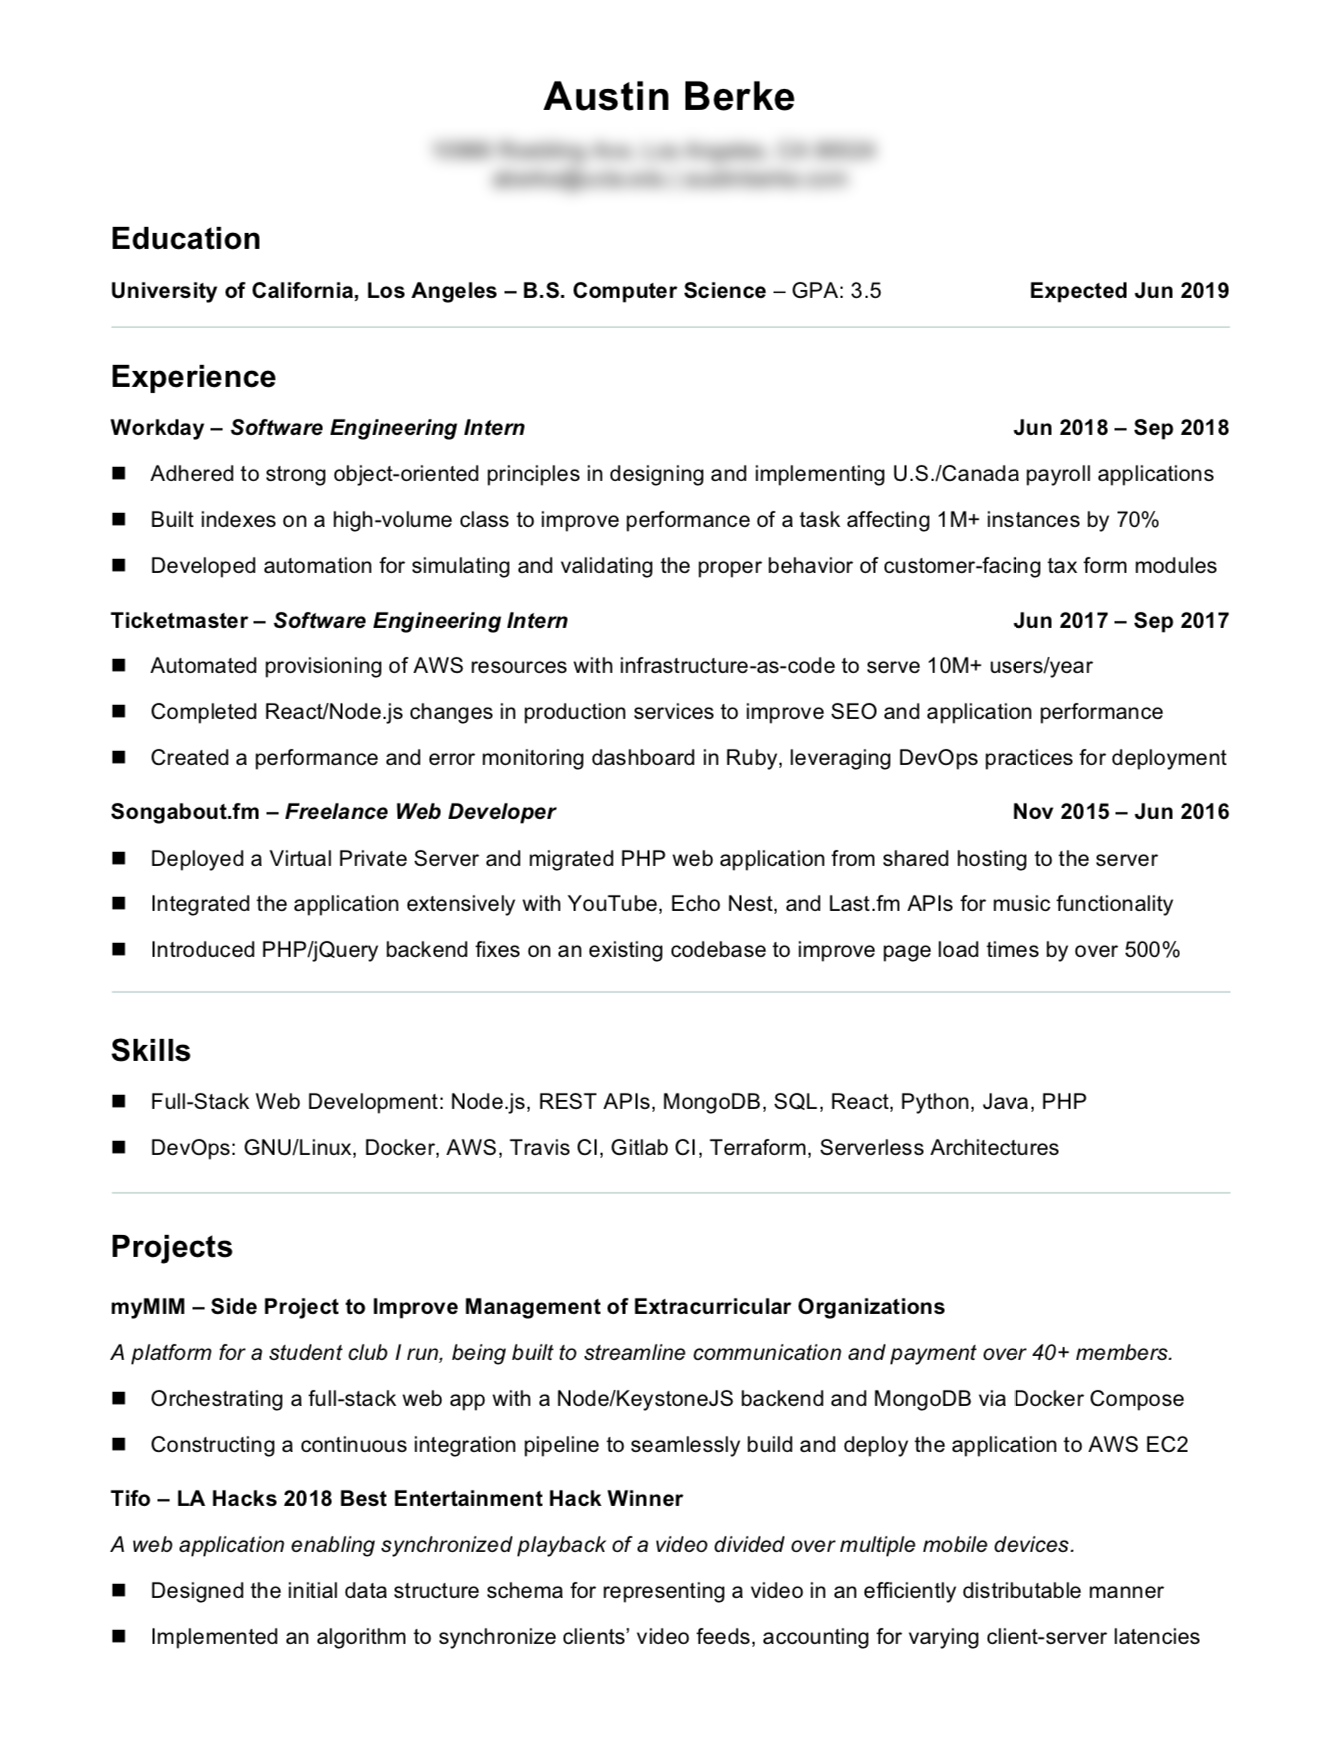 Austin Berke
Education
University of California, Los Angeles – B.S. Computer Science – GPA: 3.5 Expected Jun 2019
Experience
Workday – Software Engineering Intern Jun 2018 – Sep 2018
■ Adhered to strong object-oriented principles in designing and implementing U.S./Canada payroll applications
■ Built indexes on a high-volume class to improve performance of a task affecting 1M+ instances by 70%
■ Developed automation for simulating and validating the proper behavior of customer-facing tax form modules
Ticketmaster – Software Engineering Intern Jun 2017 – Sep 2017
■ Automated provisioning of AWS resources with infrastructure-as-code to serve 10M+ users/year
■ Completed React/Node.js changes in production services to improve SEO and application performance
■ Created a performance and error monitoring dashboard in Ruby, leveraging DevOps practices for deployment
Songabout.fm – Freelance Web Developer Nov 2015 – Jun 2016
■ Deployed a Virtual Private Server and migrated PHP web application from shared hosting to the server
■ Integrated the application extensively with YouTube, Echo Nest, and Last.fm APIs for music functionality
■ Introduced PHP/jQuery backend fixes on an existing codebase to improve page load times by over 500%
Skills
■ Full-Stack Web Development: Node.js, REST APIs, MongoDB, SQL, React, Python, Java, PHP
■ DevOps: GNU/Linux, Docker, AWS, Travis CI, Gitlab CI, Terraform, Serverless Architectures
Projects
myMIM – Side Project to Improve Management of Extracurricular Organizations
A platform for a student club I run, being built to streamline communication and payment over 40+ members.
■ Orchestrating a full-stack web app with a Node/KeystoneJS backend and MongoDB via Docker Compose
■ Constructing a continuous integration pipeline to seamlessly build and deploy the application to AWS EC2
Tifo – LA Hacks 2018 Best Entertainment Hack Winner
A web application enabling synchronized playback of a video divided over multiple mobile devices.
■ Designed the initial data structure schema for representing a video in an efficiently distributable manner
■ Implemented an algorithm to synchronize clients’ video feeds, accounting for varying client-server latencies